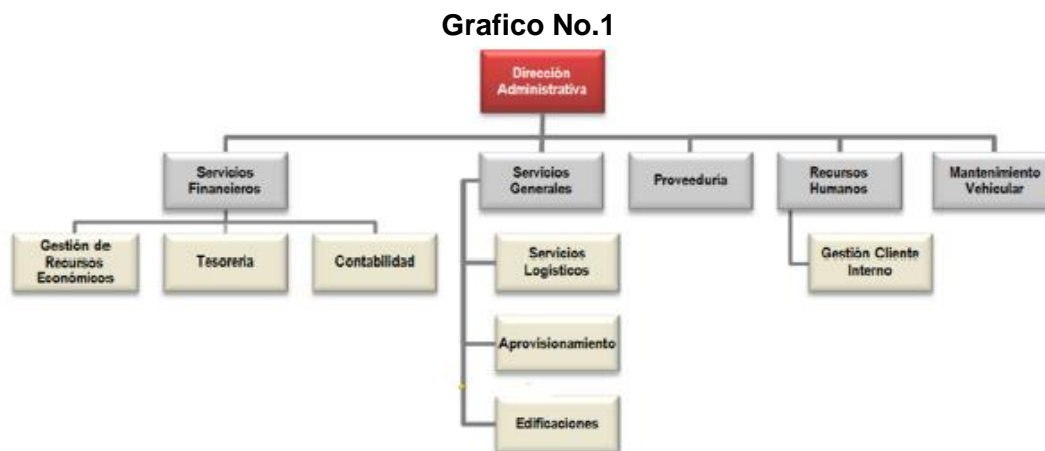 Grafico No.1
Dirección
Administrativa
Servicios
Financieros
Servicios
Generales
Proveeduria
Recursos
Humanos
Mantenimiento
Vehicular
Gestión de
Recursos
Económicos
Tesoreria
Contabilidad
Servicios
Logísticos
Gestión Cliente
Interno
Aprovisionamiento
Edificaciones